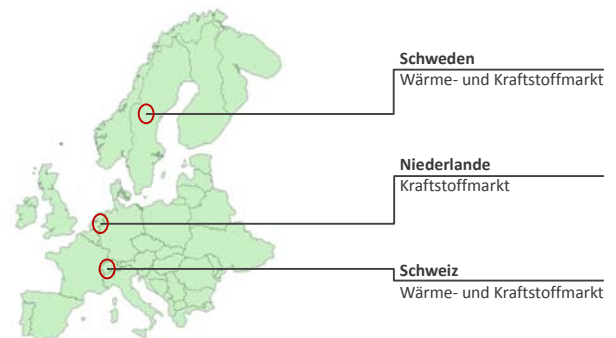 Schweden
Wärme- und Kraftstoffmarkt
Niederlande
Kraftstoffmarkt
Schweiz
Wärme- und Kraftstoffmarkt